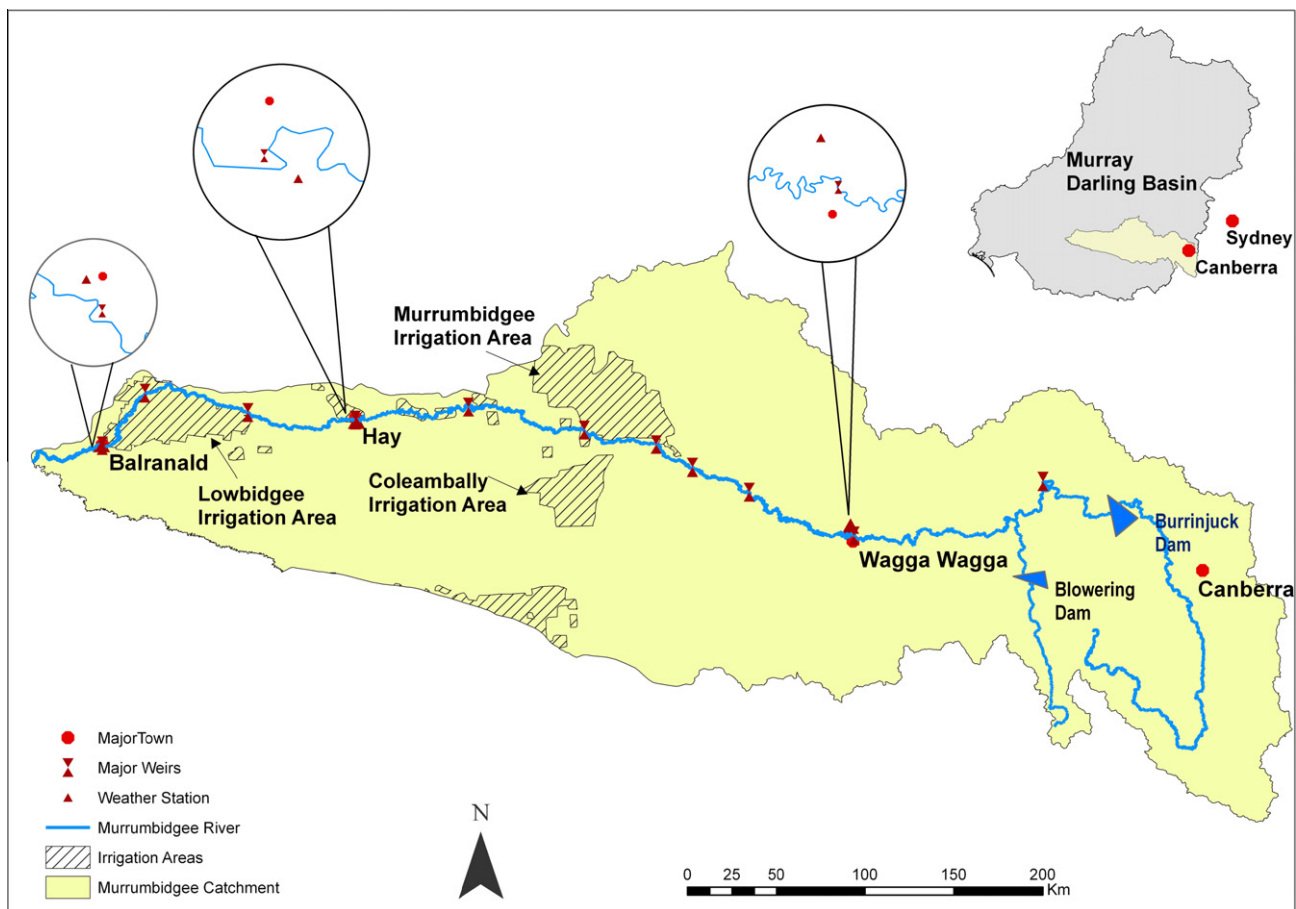 Murray
Darling Basin
Sydney
Canberra
Murrumbidgee
Irrigation Area
Hay
Balranald
Lowbidgee
Irrigation Area
Coleambally
Irrigation Area
Wagga Wagga
Burrinjuck
Dam
Canberra
Blowering
Dam
MajorTown
Major Weirs
Weather Station
Murrumbidgee River
Irrigation Areas
Murrumbidgee Catchment
N
0 25 50 100 150 200
Km